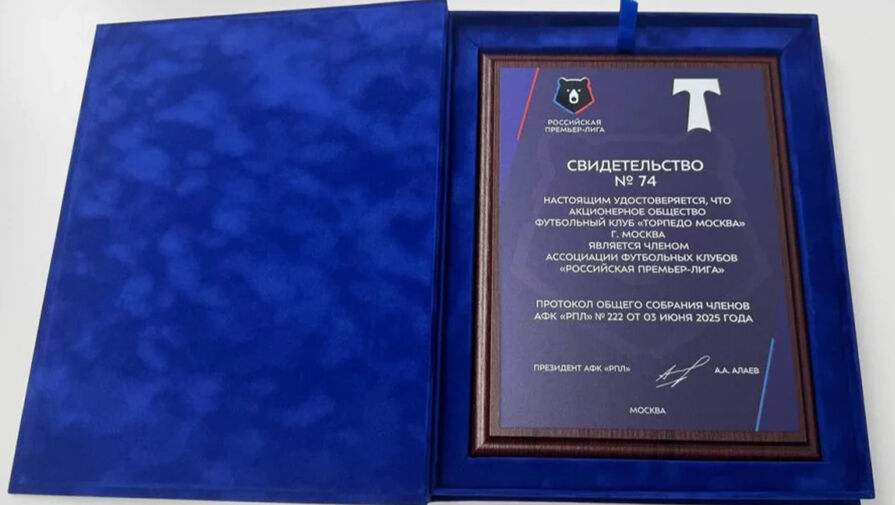 РОССИЙСКАЯ
ПРЕМЬЕР-ЛИГА
Т
СВИДЕТЕЛЬСТВО
№ 74
НАСТОЯЩИМ УДОСТОВЕРЯЕТСЯ, ЧТО
АКЦИОНЕРНОЕ ОБЩЕСТВО
ФУТБОЛЬНЫЙ КЛУБ «ТОРПЕДО МОСКВА»
Г. МОСКВА
ЯВЛЯЕТСЯ ЧЛЕНОМ
АССОЦИАЦИИ ФУТБОЛЬНЫХ КЛУБОВ
«РОССИЙСКАЯ ПРЕМЬЕР-ЛИГА»
ПРОТОКОЛ ОБЩЕГО СОБРАНИЯ ЧЛЕНОВ
АФК «РПЛ» № 222 ОТ 03 ИЮНЯ 2025 ГОДА
ПРЕЗИДЕНТ АФК «РПЛ» А.А. АЛАЕВ
МОСКВА